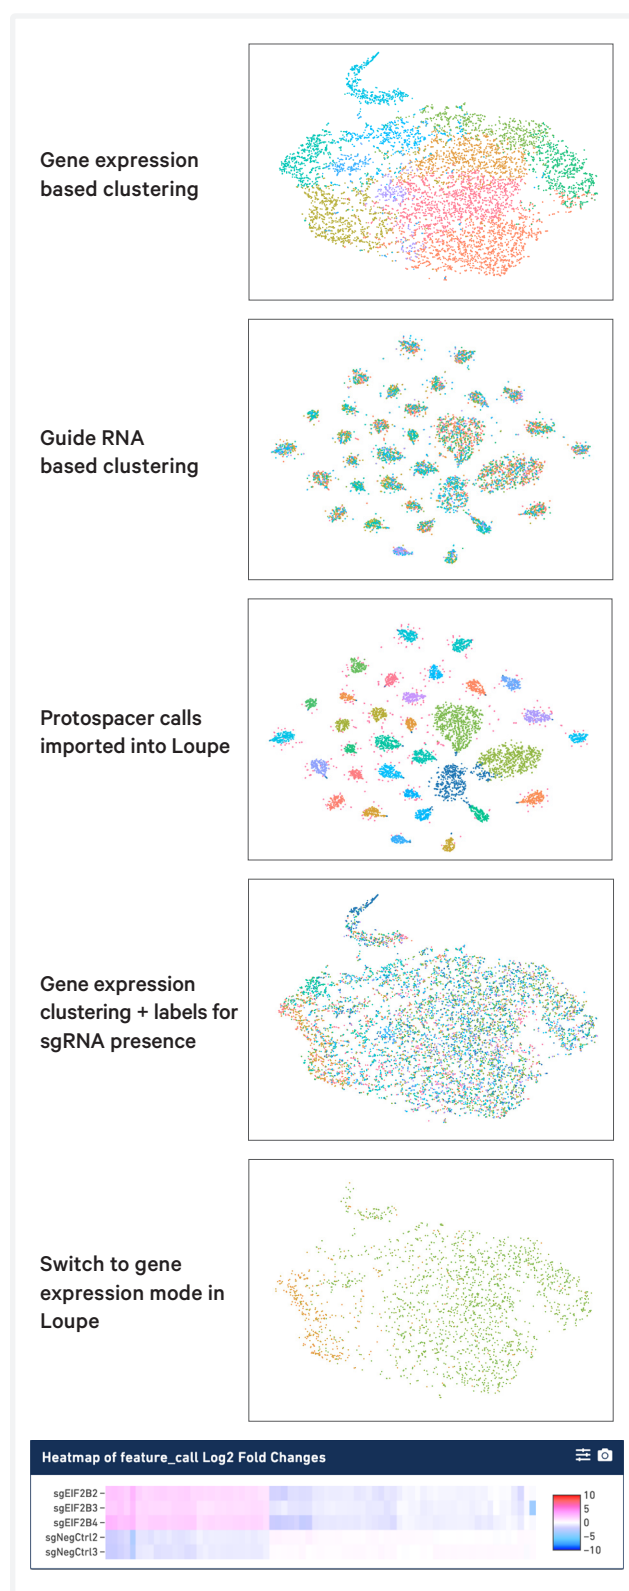 Gene expression
based clustering
Guide RNA
based clustering
Protospacer calls
imported into Loupe
Gene expression
clustering + labels for
sgRNA presence
Switch to gene
expression mode in
Loupe
Heatmap of feature_call Log2 Fold Changes
sgEIF2B2
sgEIF2B3
sgEIF2B4
sgNegCtrl2
sgNegCtrl3
10
5
0
−5
−10